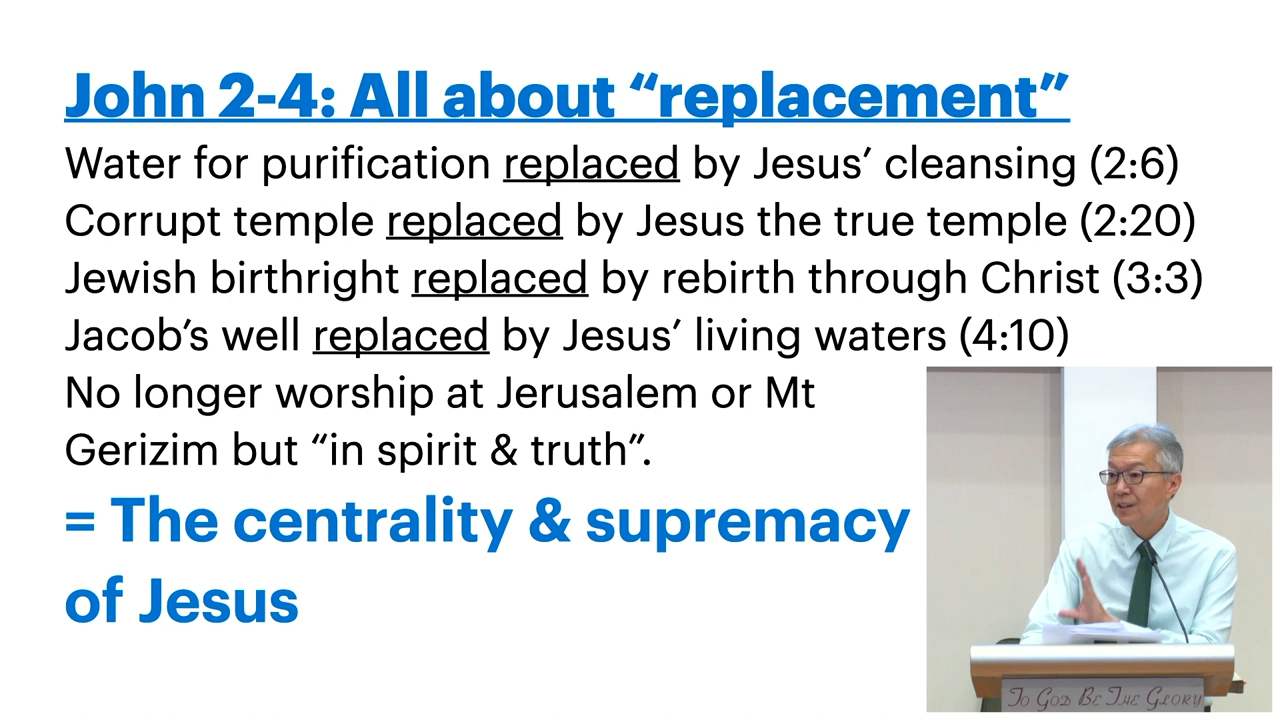 John 2-4: All about “replacement”
Water for purification replaced by Jesus’ cleansing (2:6)
Corrupt temple replaced by Jesus the true temple (2:20)
Jewish birthright replaced by rebirth through Christ (3:3)
Jacob’s well replaced by Jesus’ living waters (4:10)
No longer worship at Jerusalem or Mt
Gerizim but “in spirit & truth”.
= The centrality & supremacy
of Jesus
To God Be The Glory